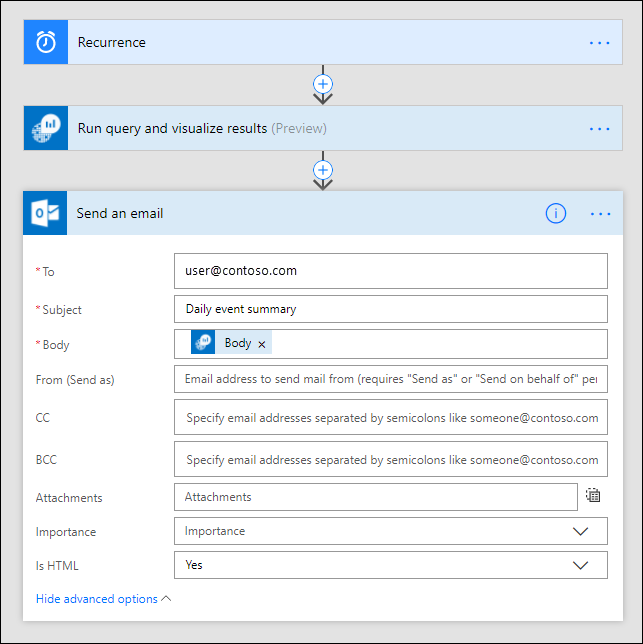 Recurrence
Run query and visualize results (Preview)
Send an email
* To
user@contoso.com
* Subject
Daily event summary
* Body
Body ×
From (Send as)
Email address to send mail from (requires "Send as" or "Send on behalf of" per
CC
Specify email addresses separated by semicolons like someone@contoso.com
BCC
Specify email addresses separated by semicolons like someone@contoso.com
Attachments
Attachments
Importance
Importance
Is HTML
Yes
Hide advanced options